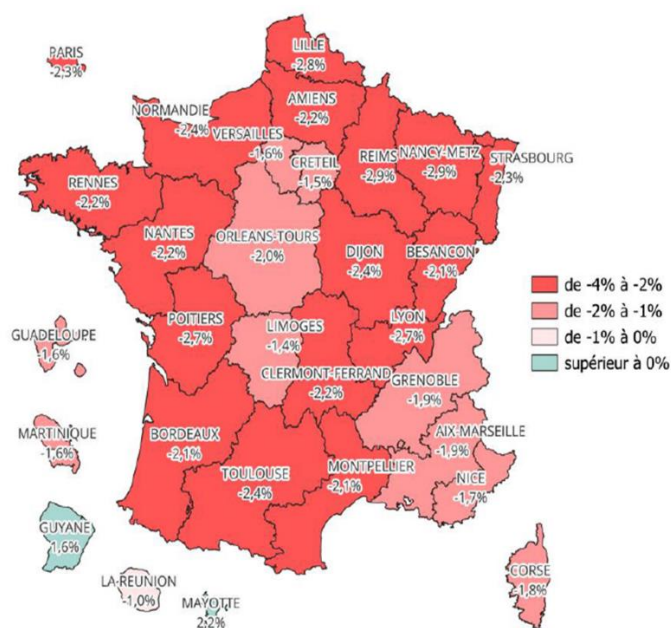 LILLE
-2,8%
PARIS
-2,3%
AMIENS
-2,2%
NORMANDIE
-2,4%
VERSAILLES
-1,6%
CRETEIL
-1,5%
REIMS
-2,9%
NANCY-METZ
-2,9%
STRASBOURG
-2,3%
RENNES
-2,2%
NANTES
-2,2%
ORLEANS-TOURS
-2,0%
DIJON
-2,4%
BESANCON
-2,1%
de -4% à -2%
de -2% à -1%
de -1% à 0%
supérieur à 0%
POITIERS
-2,7%
LIMOGES
-1,4%
LYON
-2,7%
GUADELOUPE
-1,6%
CLERMONT-FERRAND
-2,2%
GRENOBLE
-1,9%
MARTINIQUE
-1,6%
BORDEAUX
-2,1%
AIX-MARSEILLE
-1,9%
TOULOUSE
-2,4%
MONTPELLIER
-2,1%
NICE
-1,7%
GUYANE
1,6%
LA-REUNION
-1,0%
MAYOTTE
2,2%
CORSE
-1,8%